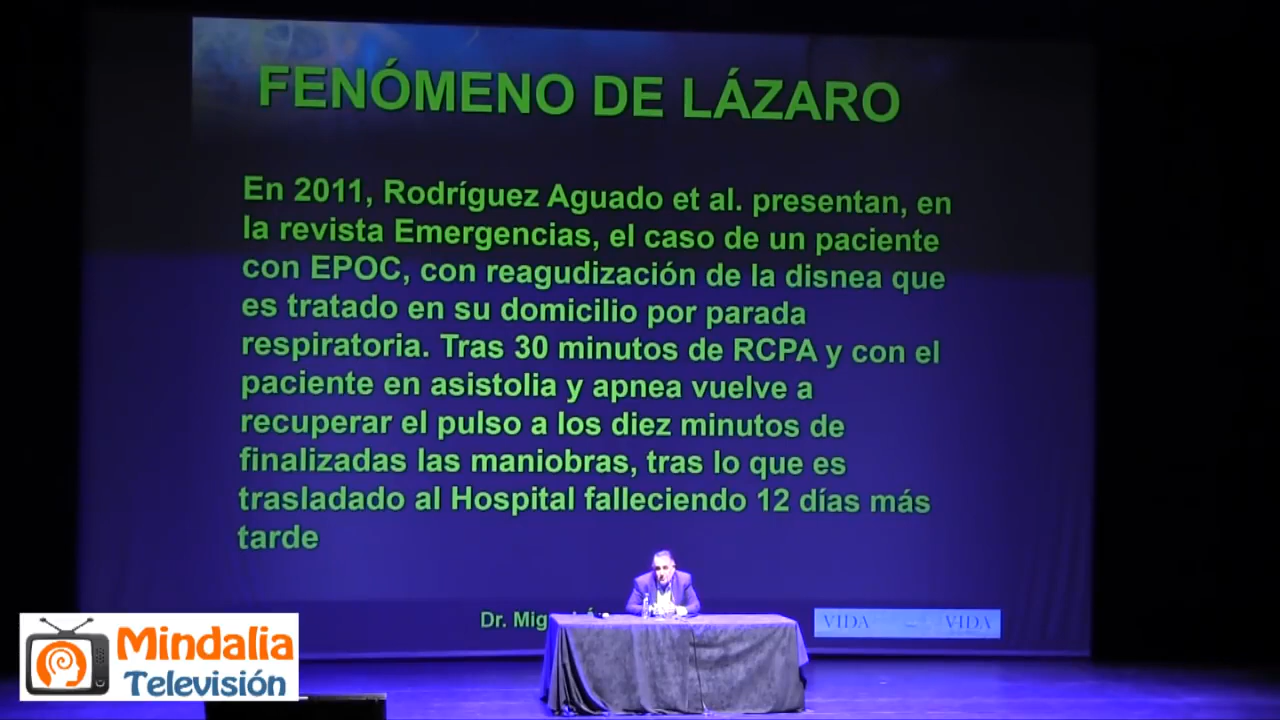 FENÓMENO DE LÁZARO
En 2011, Rodríguez Aguado et al. presentan, en
la revista Emergencias, el caso de un paciente
con EPOC, con reagudización de la disnea que
es tratado en su domicilio por parada
respiratoria. Tras 30 minutos de RCPA y con el
paciente en asistolia y apnea vuelve a
recuperar el pulso a los diez minutos de
finalizadas las maniobras, tras lo que es
trasladado al Hospital falleciendo 12 días más
tarde
Dr.
VIDA VIDA
Mindalia
Televisión